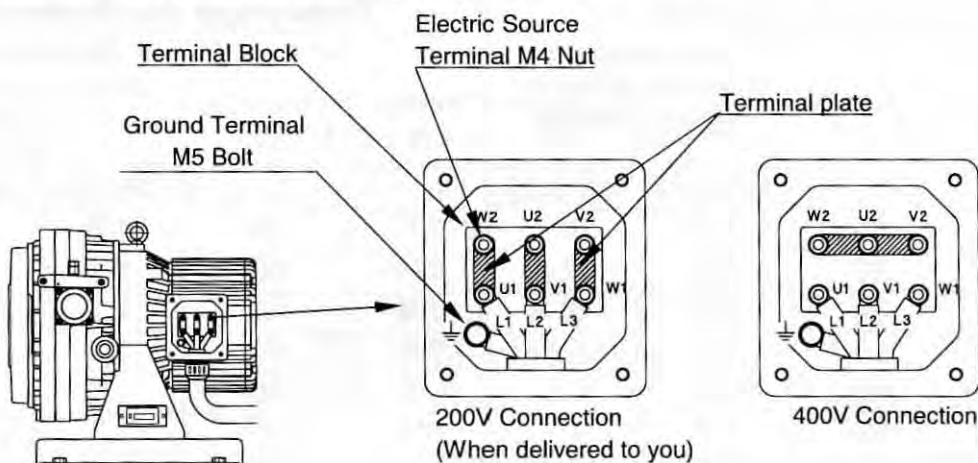 Electric Source
Terminal M4 Nut
Terminal Block
Terminal plate
Ground Terminal
M5 Bolt
W2 U2 V2
U1 V1 W1
L1 L2 L3
W2 U2 V2
U1 V1 W1
L1 L2 L3
200V Connection
(When delivered to you)
400V Connection